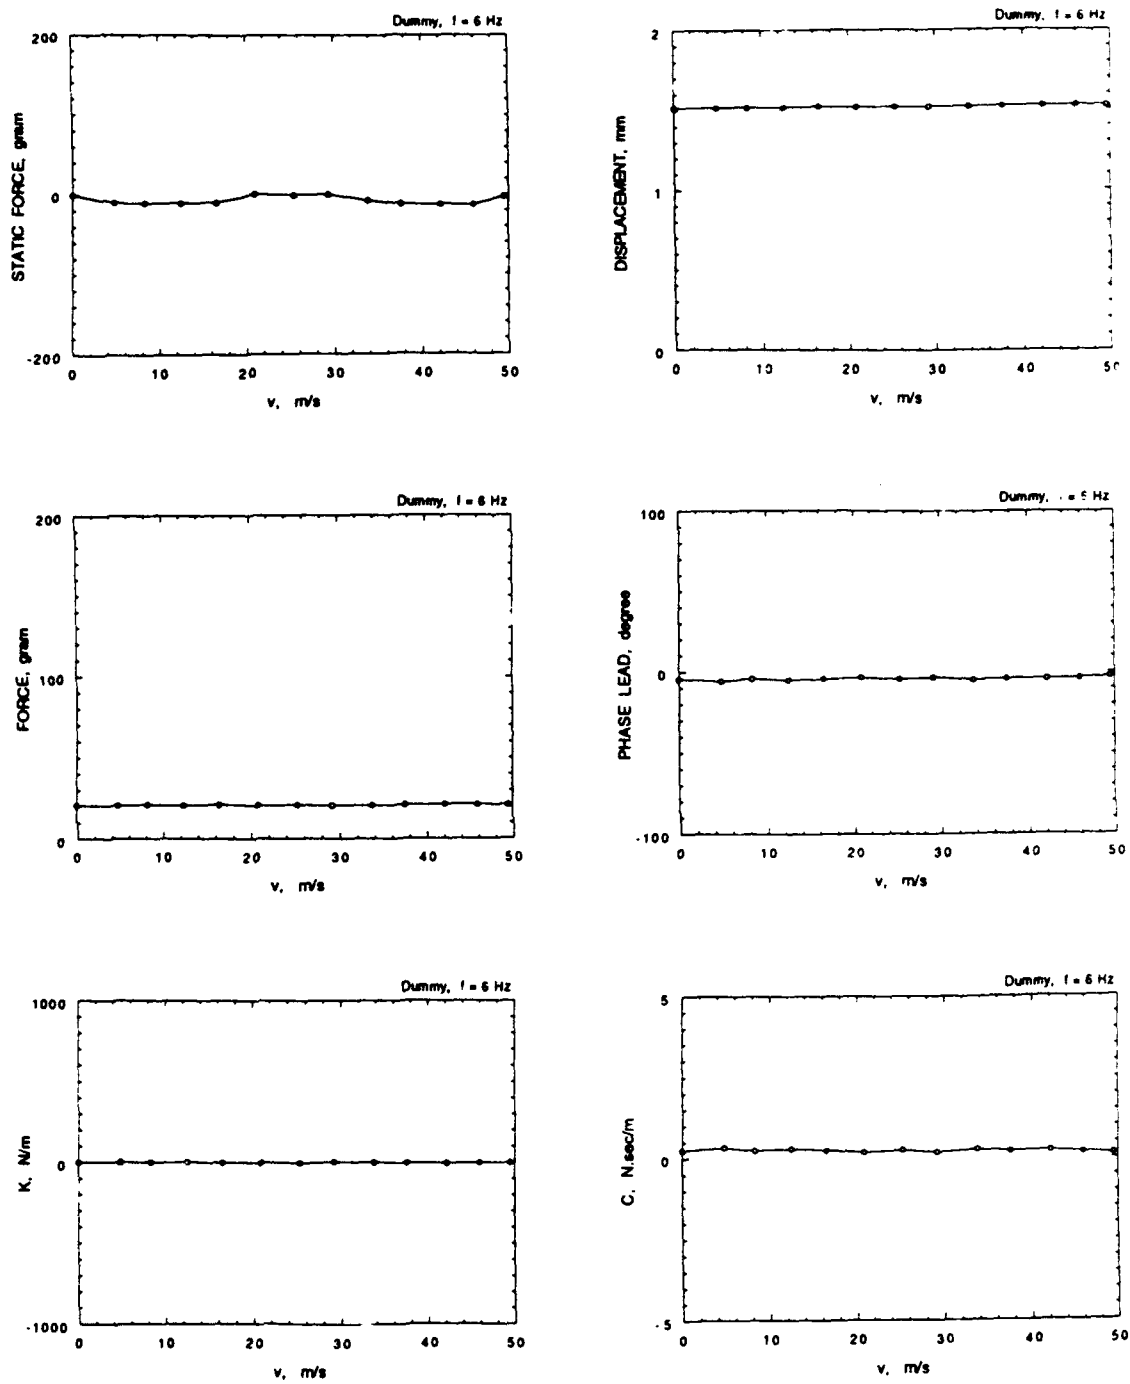 Dummy, f = 6 Hz
200
0
-200
STATIC FORCE, gram
0 10 20 30 40 50
v, m/s
Dummy, f = 6 Hz
2
1
0
DISPLACEMENT, mm
0 10 20 30 40
v, m/s
Dummy, f = 6 Hz
200
100
0
FORCE, gram
0 10 20 30 40 50
v, m/s
Dummy,
100
0
-100
PHASE LEAD, degree
0 10 20 30 40 50
v, m/s
Dummy, f = 6 Hz
1000
0
-1000
K, N/m
0 10 20 30 40 50
v, m/s
Dummy, f = 6 Hz
5
0
-5
C, N.sec/m
0 10 20 30 40 50
v, m/s